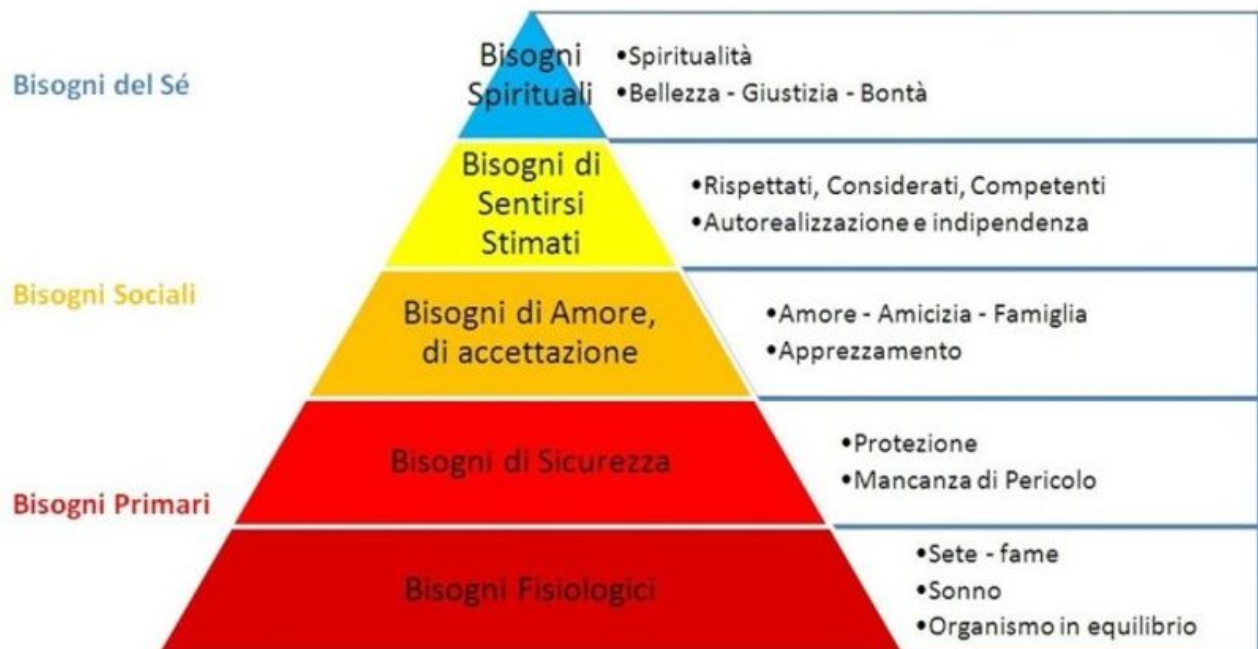 Bisogni del Sé
Bisogni
Spirituali
•Spiritualità
•Bellezza - Giustizia - Bontà
Bisogni di
Sentirsi
Stimati
•Rispettati, Considerati, Competenti
•Autorealizzazione e indipendenza
Bisogni Sociali
Bisogni di Amore,
di accettazione
•Amore - Amicizia - Famiglia
•Apprezzamento
Bisogni Primari
Bisogni di Sicurezza
•Protezione
•Mancanza di Pericolo
Bisogni Fisiologici
•Sete - fame
•Sonno
•Organismo in equilibrio